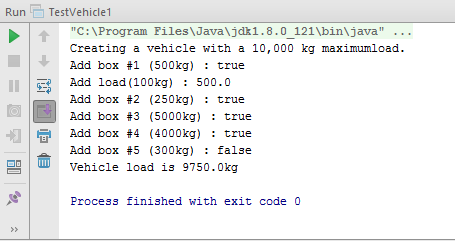 Run TestVehicle1
"C:\Program Files\Java\jdk1.8.0_121\bin\java" ...
Creating a vehicle with a 10,000 kg maximumload.
Add box #1 (500kg) : true
Add load(100kg) : 500.0
Add box #2 (250kg) : true
Add box #3 (5000kg) : true
Add box #4 (4000kg) : true
Add box #5 (300kg) : false
Vehicle load is 9750.0kg
Process finished with exit code 0